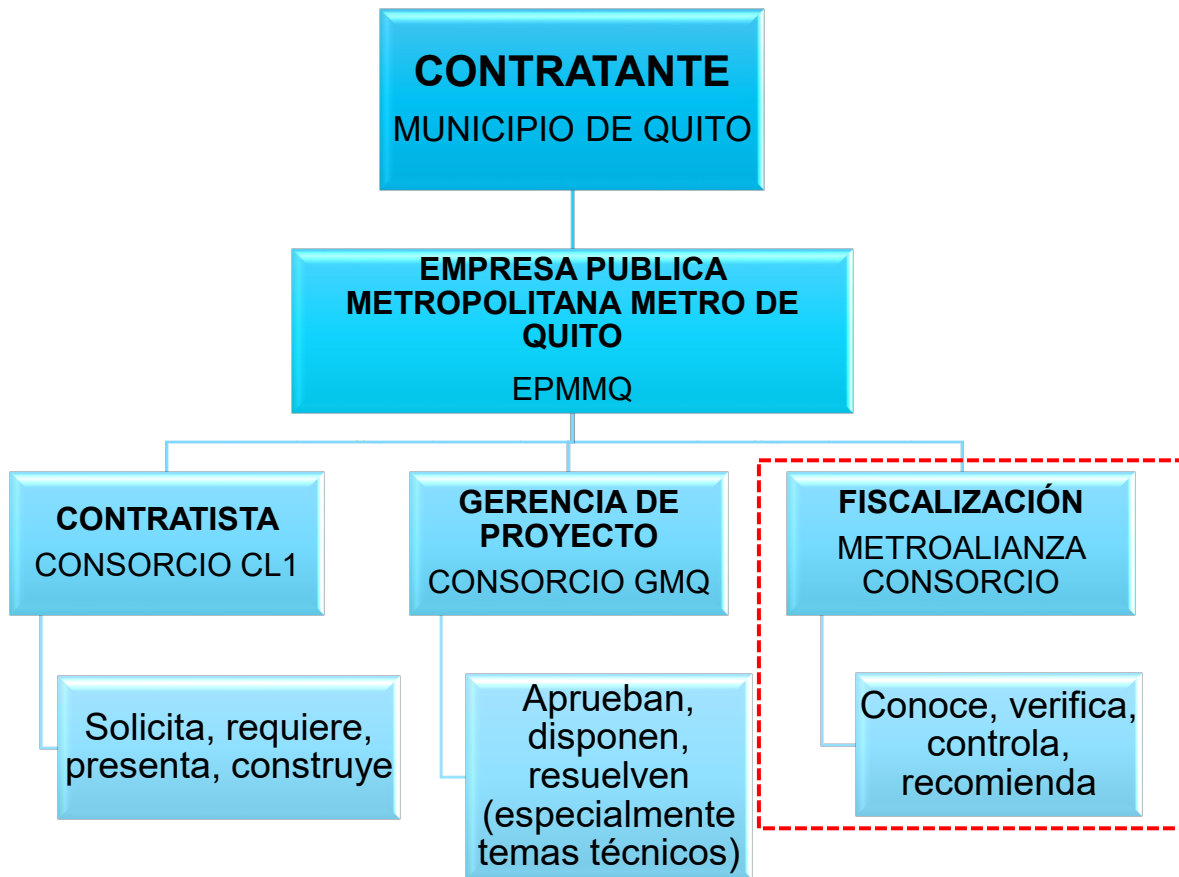 CONTRATANTE
MUNICIPIO DE QUITO
EMPRESA PUBLICA
METROPOLITANA METRO DE
QUITO
EPMMQ
CONTRATISTA
CONSORCIO CL1
GERENCIA DE
PROYECTO
CONSORCIO GMQ
FISCALIZACIÓN
METROALIANZA
CONSORCIO
Solicita, requiere,
presenta, construye
Aprueban,
disponen,
resuelven
(especialmente
temas técnicos)
Conoce, verifica,
controla,
recomienda